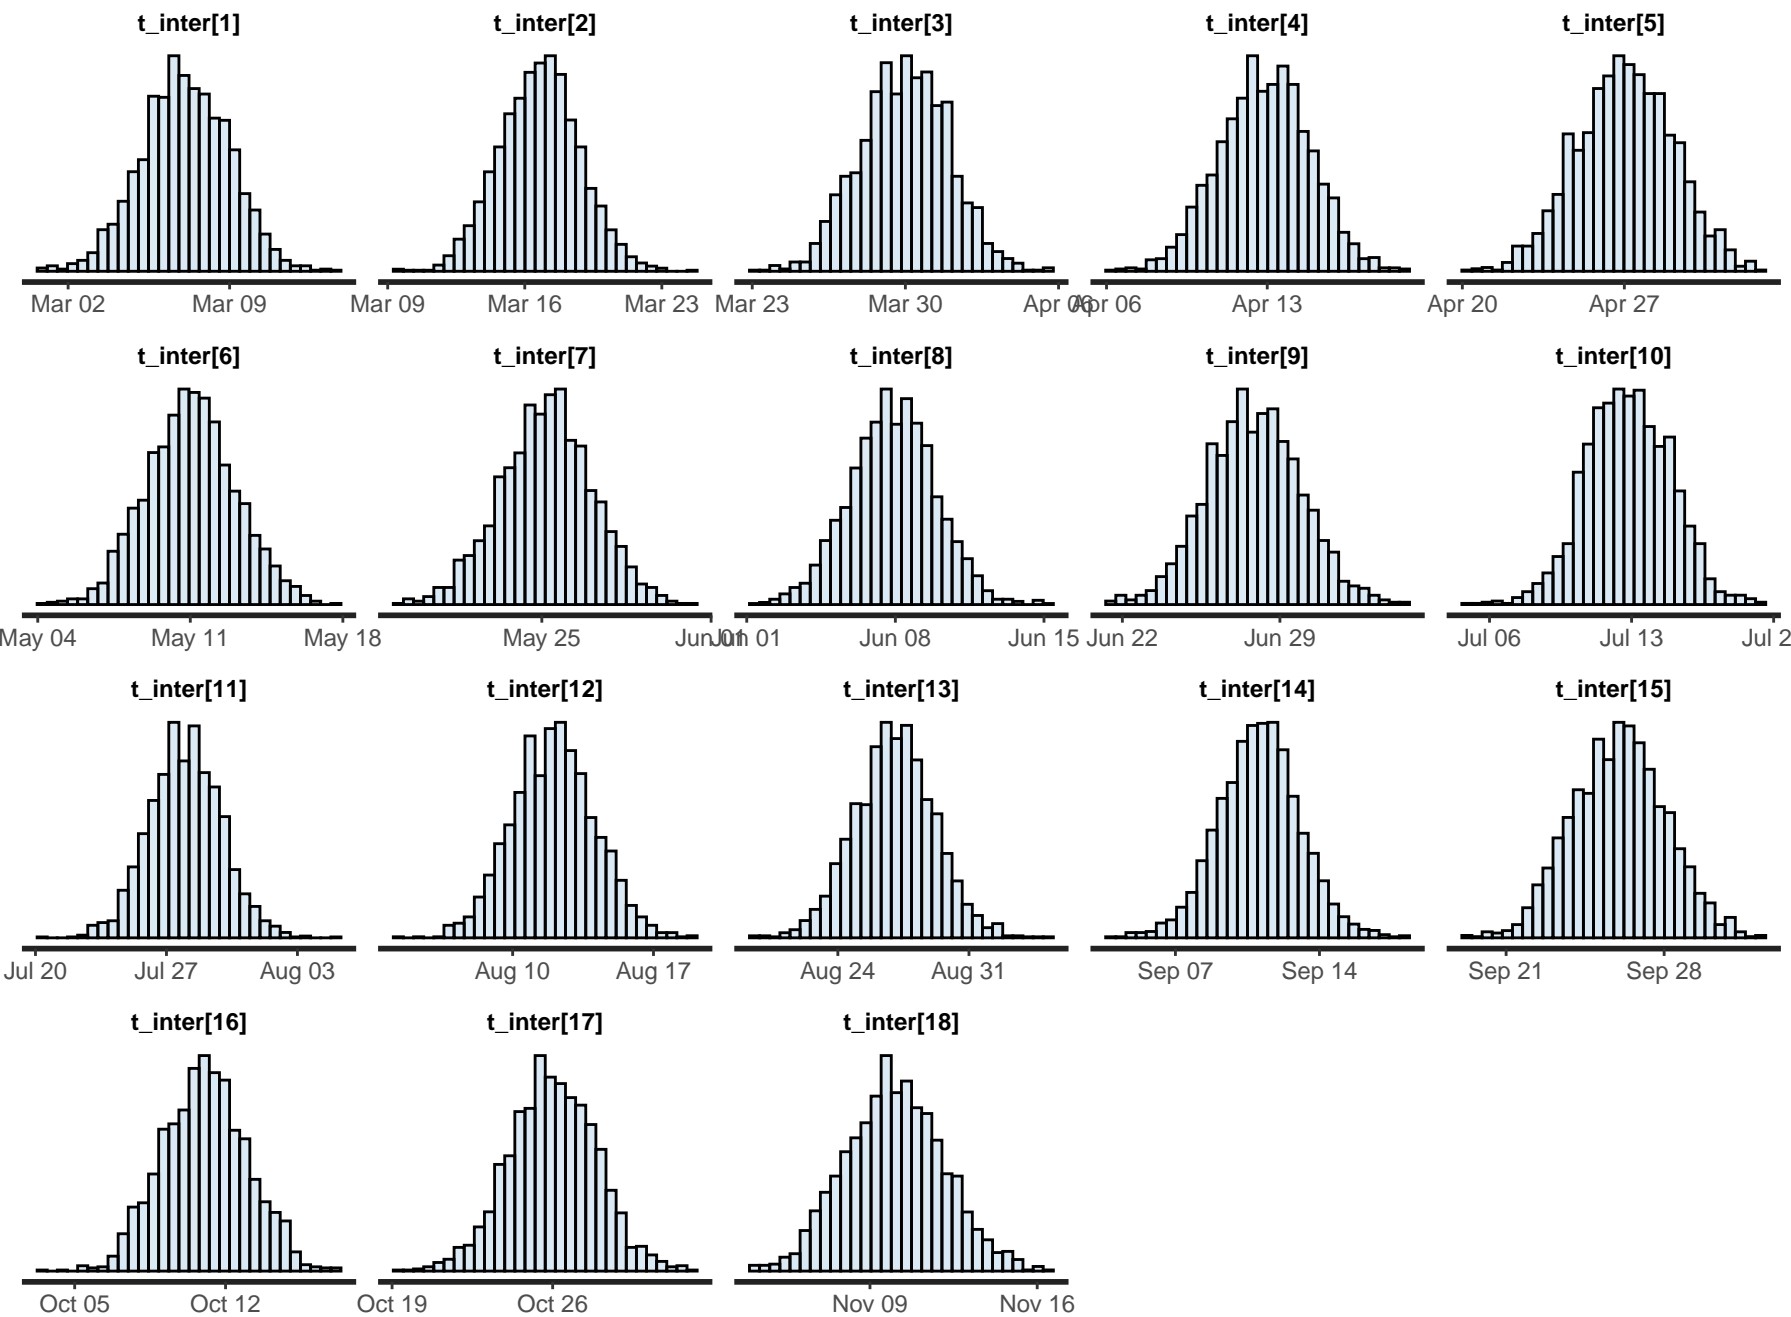 t_inter[1] t_inter[2] t_inter[3] t_inter[4] t_inter[5]
Mar 02 Mar 09 Mar 09 Mar 16 Mar 23 Mar 23 Mar 30 Apr 06 Apr 06 Apr 13 Apr 20 Apr 27
t_inter[6] t_inter[7] t_inter[8] t_inter[9] t_inter[10]
May 04 May 11 May 18 May 25 Jun 01 Jun 01 Jun 08 Jun 15 Jun 22 Jun 29 Jul 06 Jul 13 Jul 2
t_inter[11] t_inter[12] t_inter[13] t_inter[14] t_inter[15]
Jul 20 Jul 27 Aug 03 Aug 10 Aug 17 Aug 24 Aug 31 Sep 07 Sep 14 Sep 21 Sep 28
t_inter[16] t_inter[17] t_inter[18]
Oct 05 Oct 12 Oct 19 Oct 26 Nov 09 Nov 16